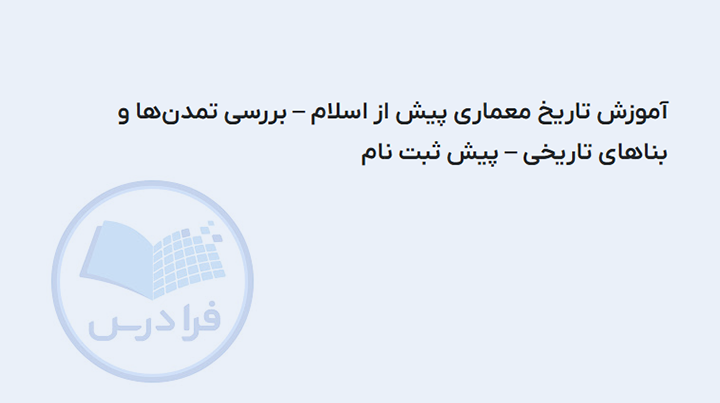 آموزش تاریخ معماری پیش از اسلام – بررسی تمدن‌ها و
بناهای تاریخی – پیش ثبت نام
فرادرس